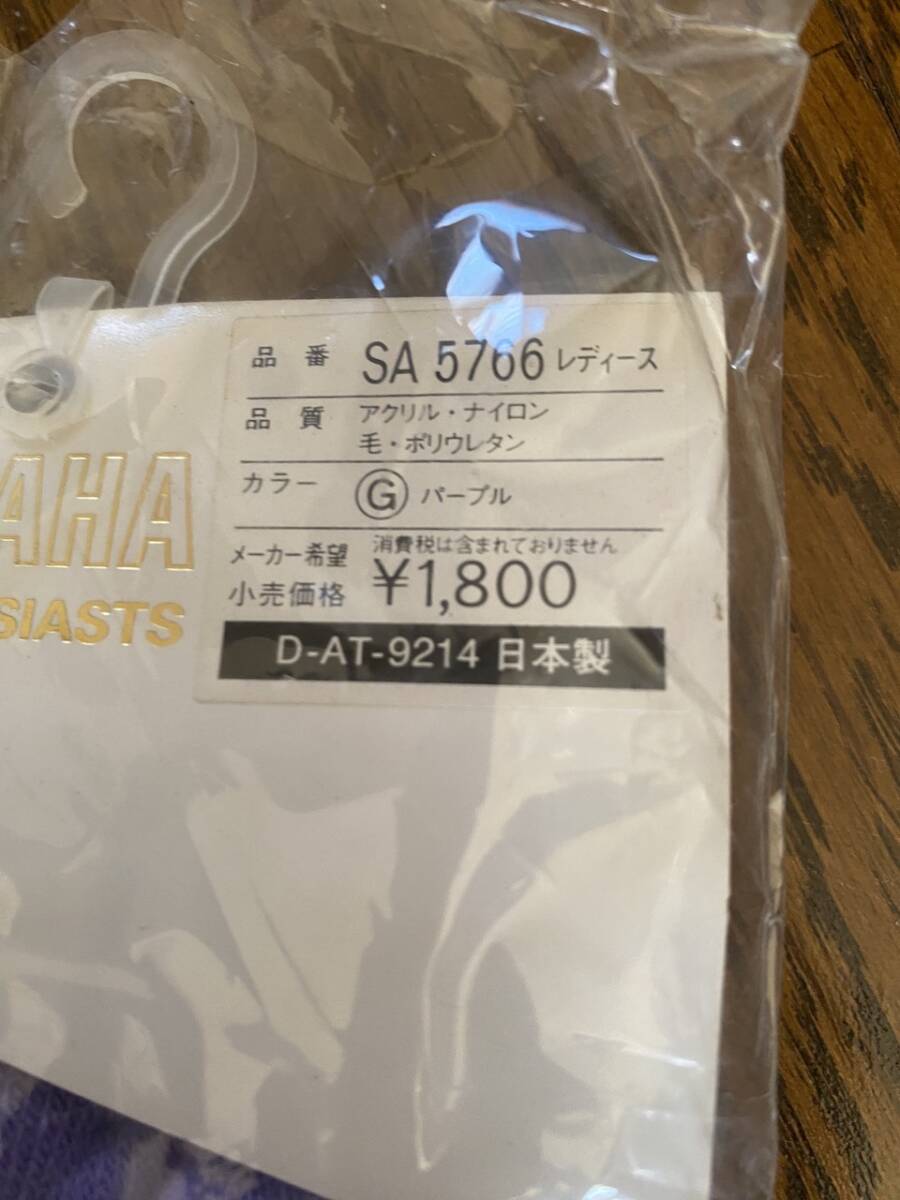 品番 SA 5766 レディース
品質 アクリル・ナイロン
毛・ポリウレタン
カラー Ⓖ パープル
メーカー希望 消費税は含まれておりません
小売価格 ¥1,800
D-AT-9214 日本製
AHA
SIASTS